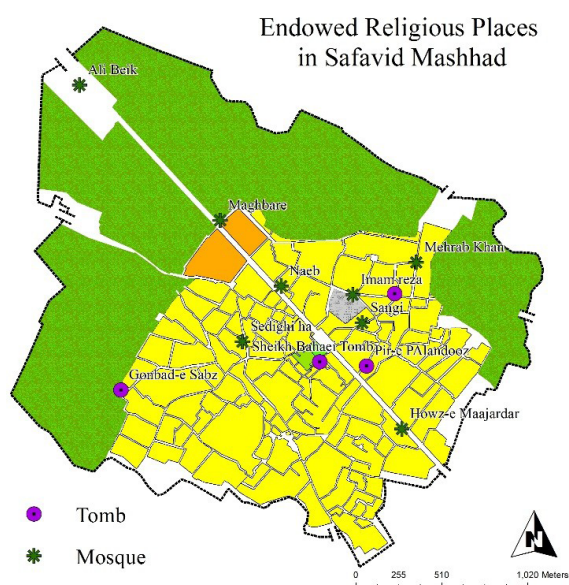 Endowed Religious Places
in Safavid Mashhad
Ali Beik
Maghbare
Mehrab Khan
Naeb
Imam reza
Sangi
Sedighi ha
Sheikh Bahaei Tomb
Pir-e PAlandooz
Gonbad-e Sabz
Howz-e Maajardar
Tomb
Mosque
N
0 255 510 1,020 Meters